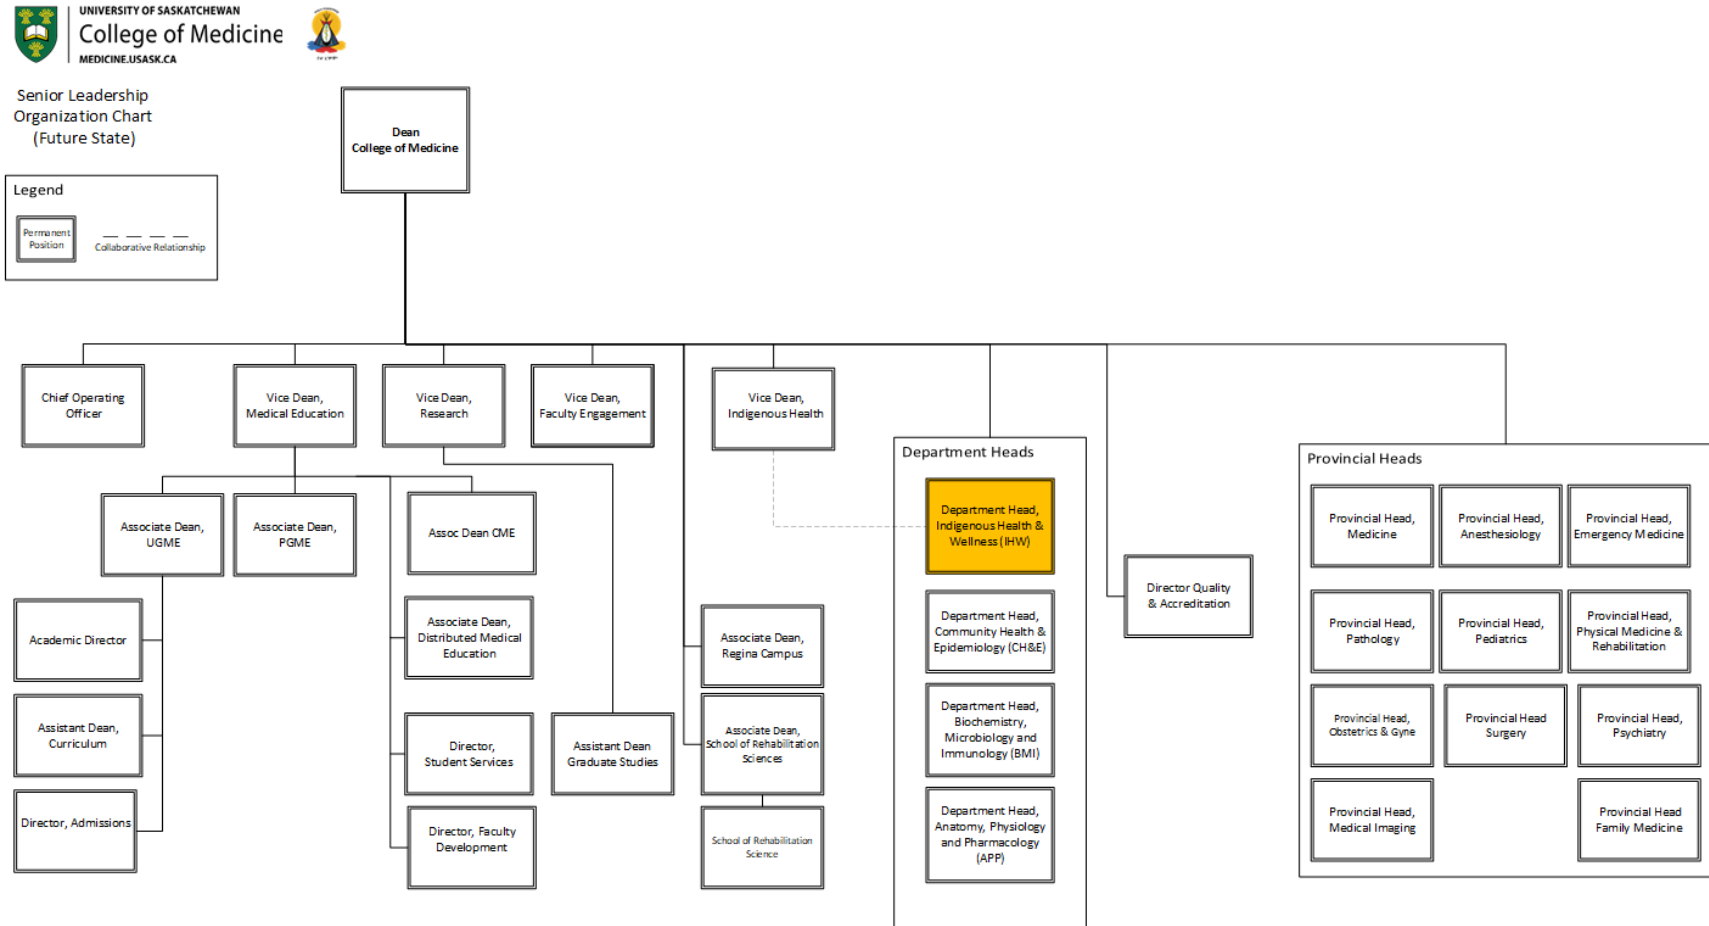 UNIVERSITY OF SASKATCHEWAN
College of Medicine
MEDICINE.USASK.CA
Senior Leadership
Organization Chart
(Future State)
Legend
Permanent
Position
Collaborative Relationship
Dean
College of Medicine
Chief Operating
Officer
Vice Dean,
Medical Education
Vice Dean,
Research
Vice Dean,
Faculty Engagement
Vice Dean,
Indigenous Health
Associate Dean,
UGME
Associate Dean,
PGME
Assoc Dean CME
Academic Director
Assistant Dean,
Curriculum
Director, Admissions
Associate Dean,
Distributed Medical
Education
Director,
Student Services
Director, Faculty
Development
Assistant Dean
Graduate Studies
Associate Dean,
Regina Campus
Associate Dean,
School of Rehabilitation
Sciences
School of Rehabilitation
Science
Department Heads
Department Head,
Indigenous Health &
Wellness (IHW)
Department Head,
Community Health &
Epidemiology (CH&E)
Department Head,
Biochemistry,
Microbiology and
Immunology (BMI)
Department Head,
Anatomy, Physiology
and Pharmacology
(APP)
Director Quality
& Accreditation
Provincial Heads
Provincial Head,
Medicine
Provincial Head,
Anesthesiology
Provincial Head,
Emergency Medicine
Provincial Head,
Pathology
Provincial Head,
Pediatrics
Provincial Head,
Physical Medicine &
Rehabilitation
Provincial Head,
Obstetrics & Gyne
Provincial Head
Surgery
Provincial Head,
Psychiatry
Provincial Head,
Medical Imaging
Provincial Head
Family Medicine